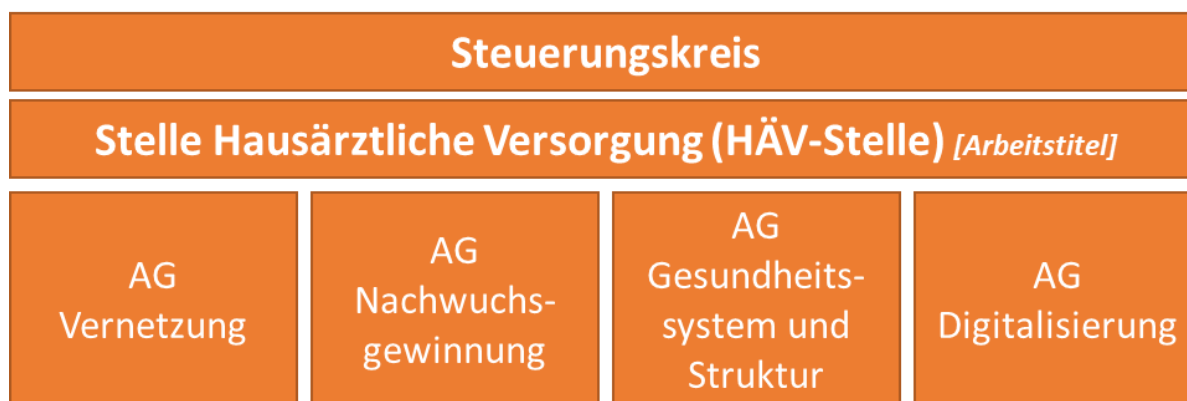 Steuerungskreis
Stelle Hausärztliche Versorgung (HÄV-Stelle) [Arbeitstitel]
AG
Vernetzung
AG
Nachwuchs-
gewinnung
AG
Gesundheits-
system und
Struktur
AG
Digitalisierung